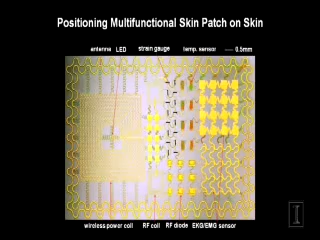 Positioning Multifunctional Skin Patch on Skin
antenna LED strain gauge temp. sensor 0.5mm
wireless power coil RF coil RF diode EKG/EMG sensor
I